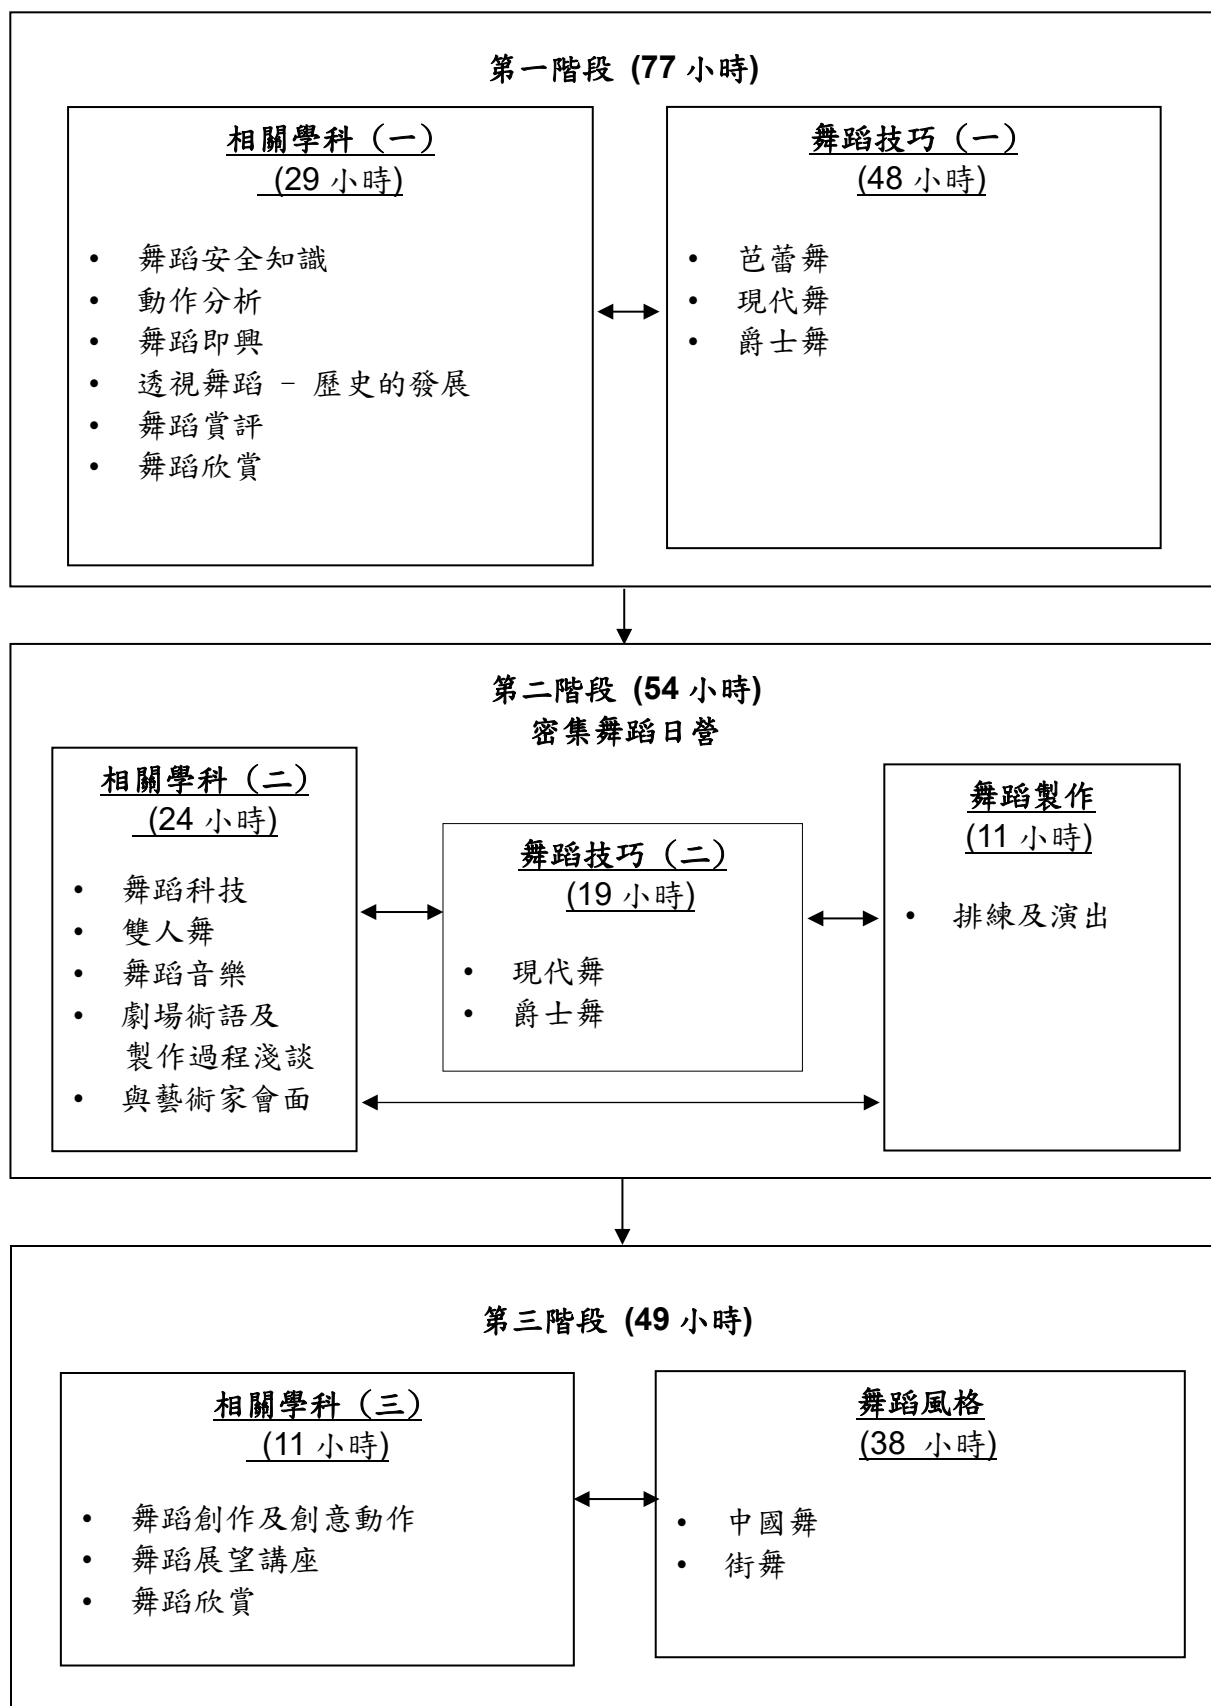 第一階段 (77 小時)
相關學科（一）
(29 小時)
• 舞蹈安全知識
• 動作分析
• 舞蹈即興
• 透視舞蹈 – 歷史的發展
• 舞蹈賞評
• 舞蹈欣賞
舞蹈技巧（一）
(48 小時)
• 芭蕾舞
• 現代舞
• 爵士舞
第二階段 (54 小時)
密集舞蹈日營
相關學科（二）
(24 小時)
• 舞蹈科技
• 雙人舞
• 舞蹈音樂
• 劇場術語及
製作過程淺談
• 與藝術家會面
舞蹈技巧（二）
(19 小時)
• 現代舞
• 爵士舞
舞蹈製作
(11 小時)
• 排練及演出
第三階段 (49 小時)
相關學科（三）
(11 小時)
• 舞蹈創作及創意動作
• 舞蹈展望講座
• 舞蹈欣賞
舞蹈風格
(38 小時)
• 中國舞
• 街舞